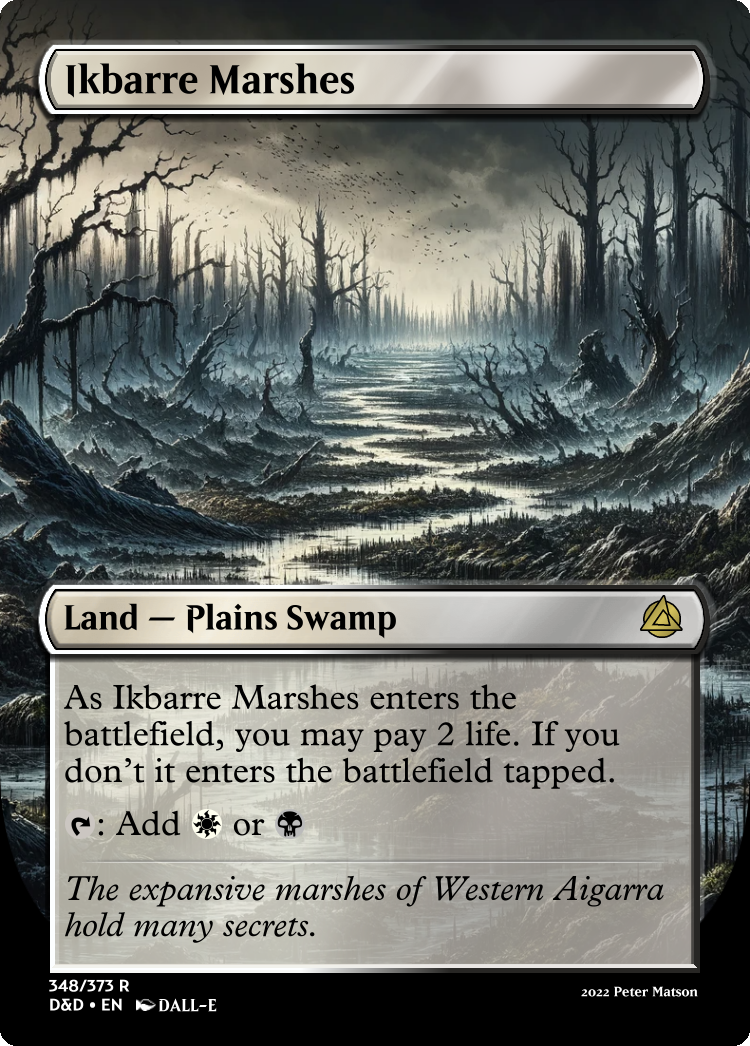 Ikbarre Marshes
Land — Plains Swamp
As Ikbarre Marshes enters the
battlefield, you may pay 2 life. If you
don't it enters the battlefield tapped.
: Add or
The expansive marshes of Western Aigarra
hold many secrets.
348/373 R
D&D • EN DALL-E
2022 Peter Matson